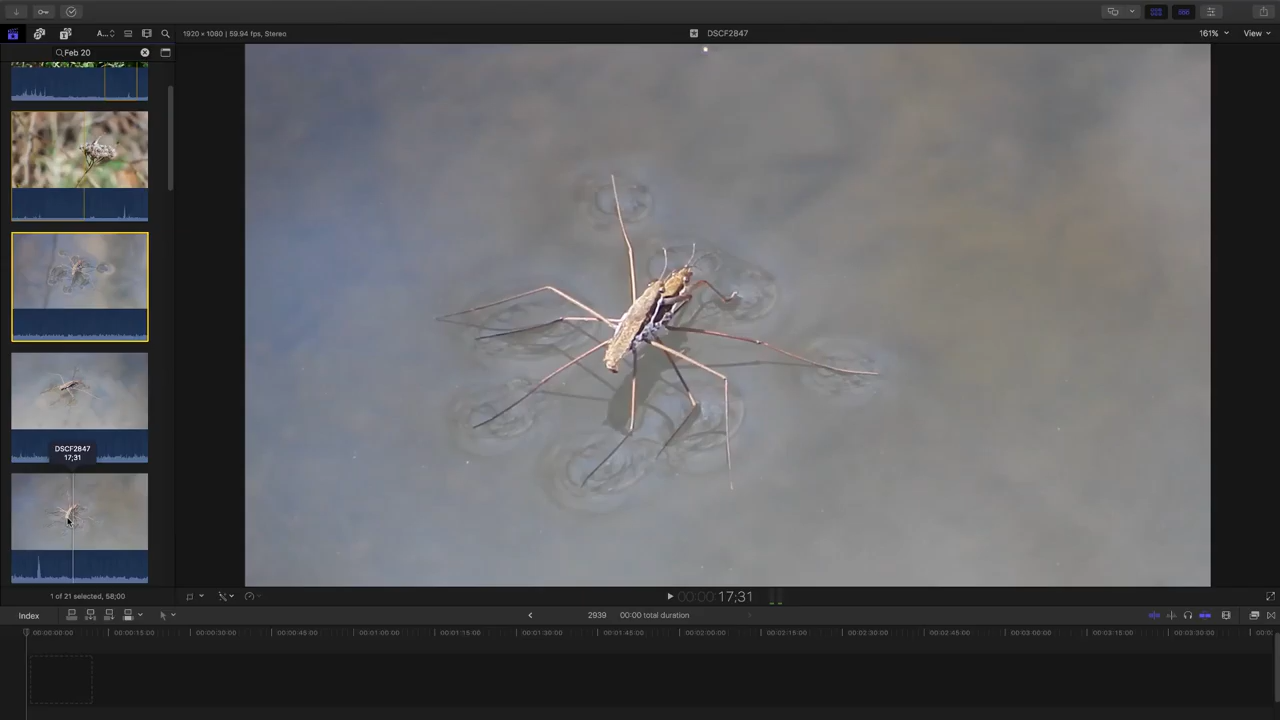 A...
1920 × 1080 | 59.94 fps, Stereo
DSCF2847
161%
View
Feb 20
DSCF2847
17;31
1 of 21 selected, 58;00
00:00:00:17;31
Index
2939
00:00 total duration
00:00:00:00
00:00:15:00
00:00:30:00
00:00:45:00
00:01:00:00
00:01:15:00
00:01:30:00
00:01:45:00
00:02:00:00
00:02:15:00
00:02:30:00
00:02:45:00
00:03:00:00
00:03:15:00
00:03:30:00